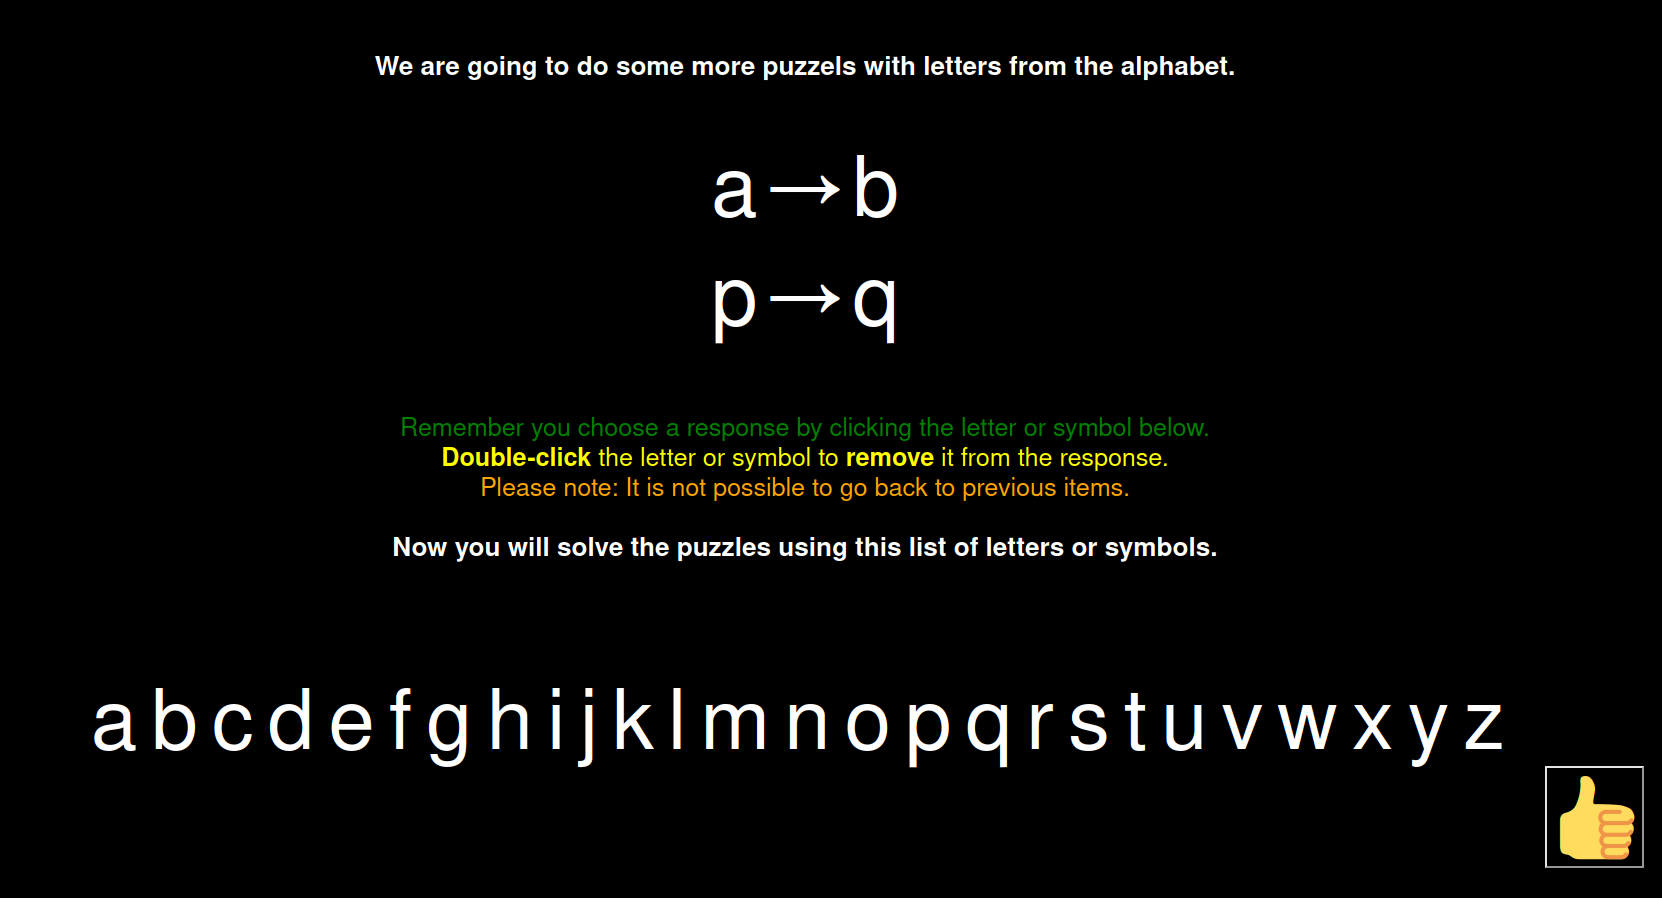 We are going to do some more puzzels with letters from the alphabet.
a→b
p→q
Remember you choose a response by clicking the letter or symbol below.
Double-click the letter or symbol to remove it from the response.
Please note: It is not possible to go back to previous items.
Now you will solve the puzzles using this list of letters or symbols.
a b c d e f g h i j k l m n o p q r s t u v w x y z